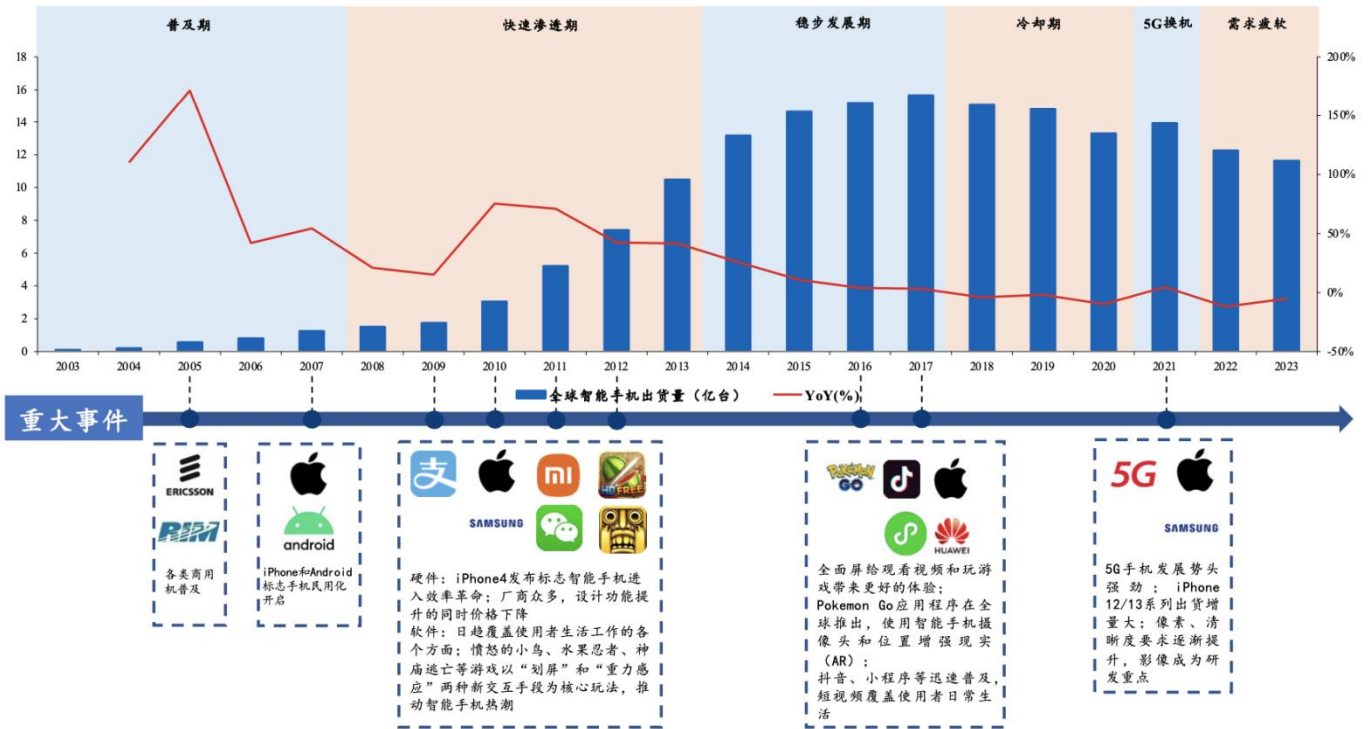 普及期 快速渗透期 稳步发展期 冷却期 5G换机 需求疲软
18 200%
16
14 150%
12
100%
10
8 50%
6
4 0%
2
0 -50%
2003 2004 2005 2006 2007 2008 2009 2010 2011 2012 2013 2014 2015 2016 2017 2018 2019 2020 2021 2022 2023
全球智能手机出货量（亿台） YoY(%)
重大事件
ERICSSON
RIM
各类商用
机普及
android
iPhone和Android
标志手机民用化
开启
支
mi
HD FREE
SAMSUNG
硬件：iPhone4发布标志智能手机进
入效率革命；厂商众多，设计功能提
升的同时价格下降
软件：日趋覆盖使用者生活工作的各
个方面；愤怒的小鸟、水果忍者、神
庙逃亡等游戏以“划屏”和“重力感
应”两种新交互手段为核心玩法，推
动智能手机热潮
POKEMON
GO
HUAWEI
全面屏给观看视频和玩游
戏带来更好的体验；
Pokemon Go应用程序在全
球推出，使用智能手机摄
像头和位置增强现实
（AR）；
抖音、小程序等迅速普及，
短视频覆盖使用者日常生
活
5G
SAMSUNG
5G手机发展势头
强劲；iPhone
12/13系列出货增
量大；像素、清
晰度要求逐渐提
升，影像成为研
发重点